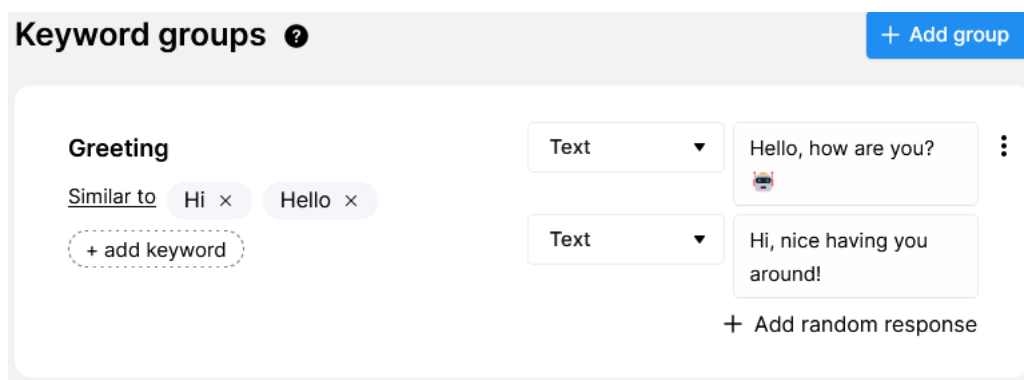 Keyword groups ?
+ Add group
Greeting
Similar to Hi × Hello ×
+ add keyword
Text
Hello, how are you?
🤖
Text
Hi, nice having you
around!
+ Add random response